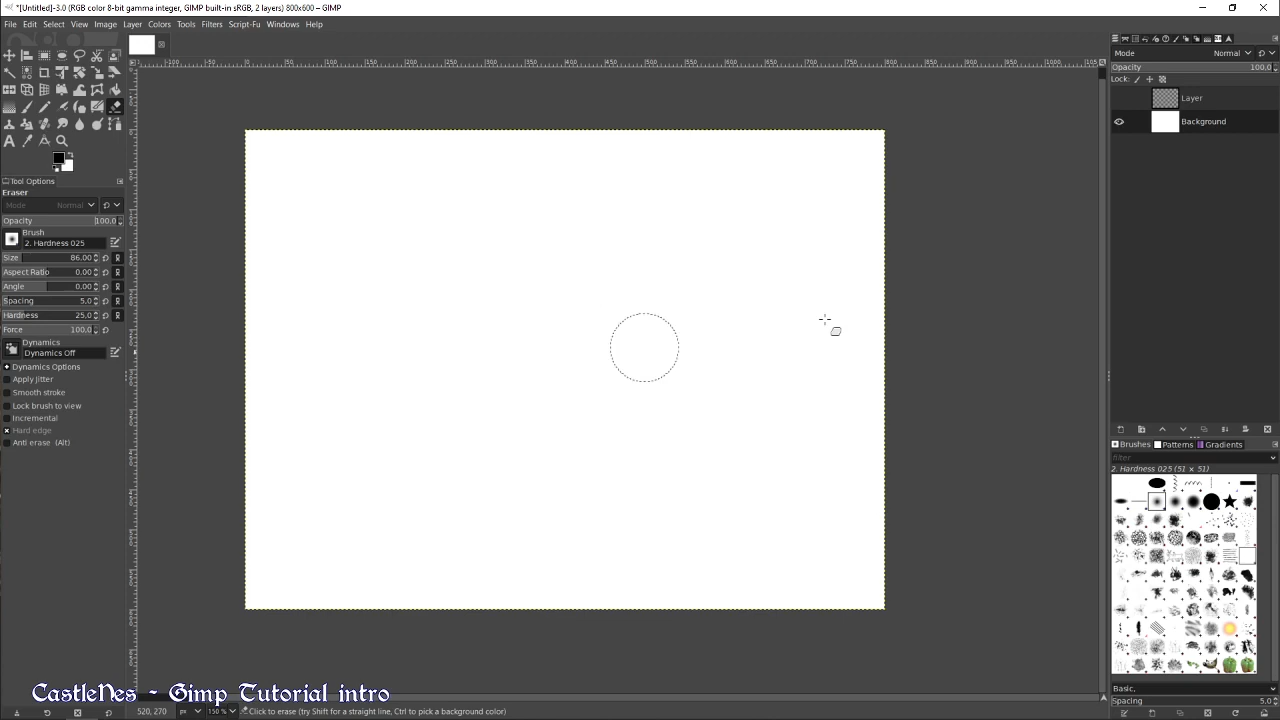 *[Untitled]-3.0 (RGB color 8-bit gamma integer, GIMP built-in sRGB, 2 layers) 800x600 – GIMP
File Edit Select View Image Layer Colors Tools Filters Script-Fu Windows Help
Mode Normal
Opacity 100,0
Lock:
Layer
Background
Tool Options
Eraser
Mode Normal
Opacity 100,0
Brush
2. Hardness 025
Size 86.00
Aspect Ratio 0.00
Angle 0.00
Spacing 5,0
Hardness 25,0
Force 100,0
Dynamics
Dynamics Off
Dynamics Options
Apply Jitter
Smooth stroke
Lock brush to view
Incremental
Hard edge
Anti erase (Alt)
Brushes Patterns Gradients
filter
2. Hardness 025 (51 × 51)
Basic,
Spacing 5,0
CastleNes - Gimp Tutorial intro
520, 270 px 150 % Click to erase (try Shift for a straight line, Ctrl to pick a background color)